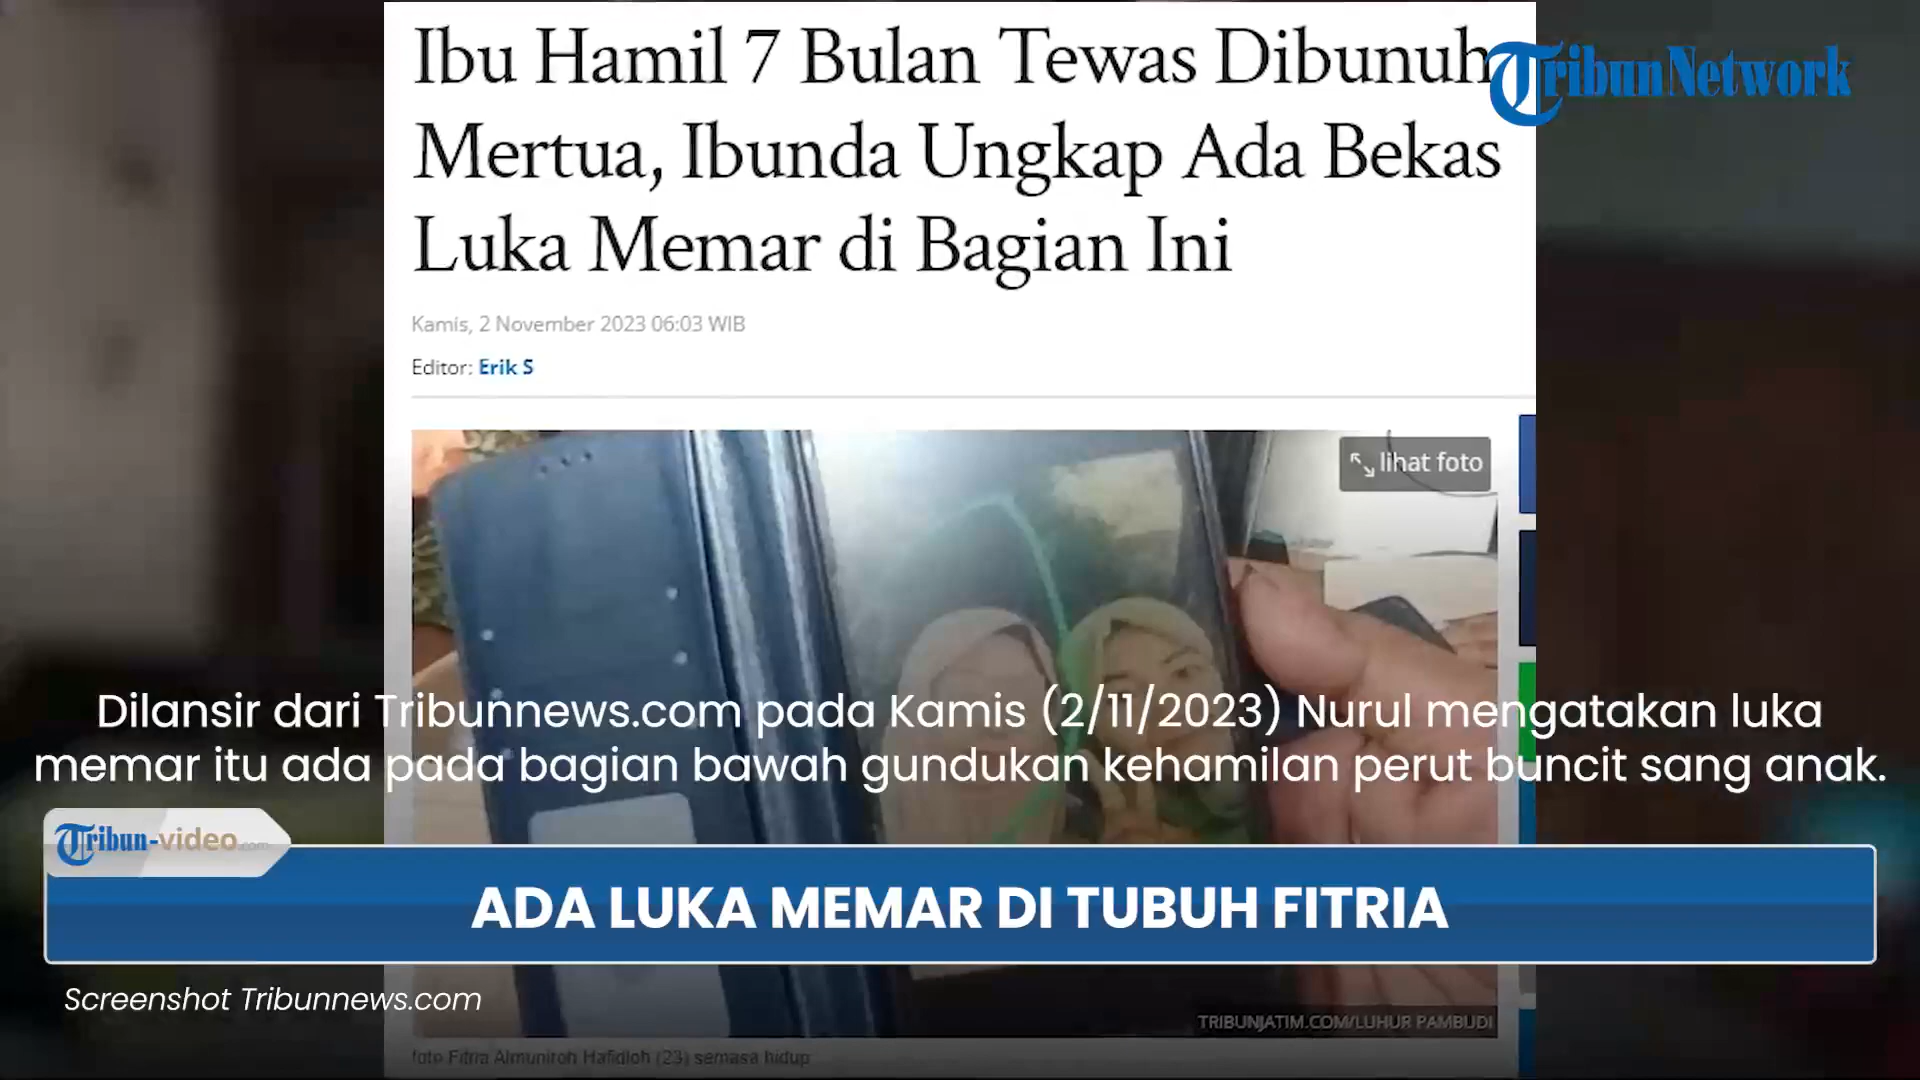 Ibu Hamil 7 Bulan Tewas Dibunuh
TribunNetwork
Mertua, Ibunda Ungkap Ada Bekas
Luka Memar di Bagian Ini
Kamis, 2 November 2023 06:03 WIB
Editor: Erik S
lihat foto
Dilansir dari Tribunnews.com pada Kamis (2/11/2023) Nurul mengatakan luka
memar itu ada pada bagian bawah gundukan kehamilan perut buncit sang anak.
Tribun-video.com
ADA LUKA MEMAR DI TUBUH FITRIA
Screenshot Tribunnews.com
TRIBUNJATIM.COM/LUHUR PAMBUDI
foto Fitria Almuniroh Hafidloh (23) semasa hidup